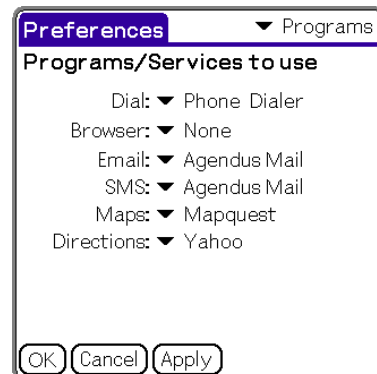 Preferences Programs
Programs/Services to use
Dial: Phone Dialer
Browser: None
Email: Agendus Mail
SMS: Agendus Mail
Maps: Mapquest
Directions: Yahoo
OK Cancel Apply